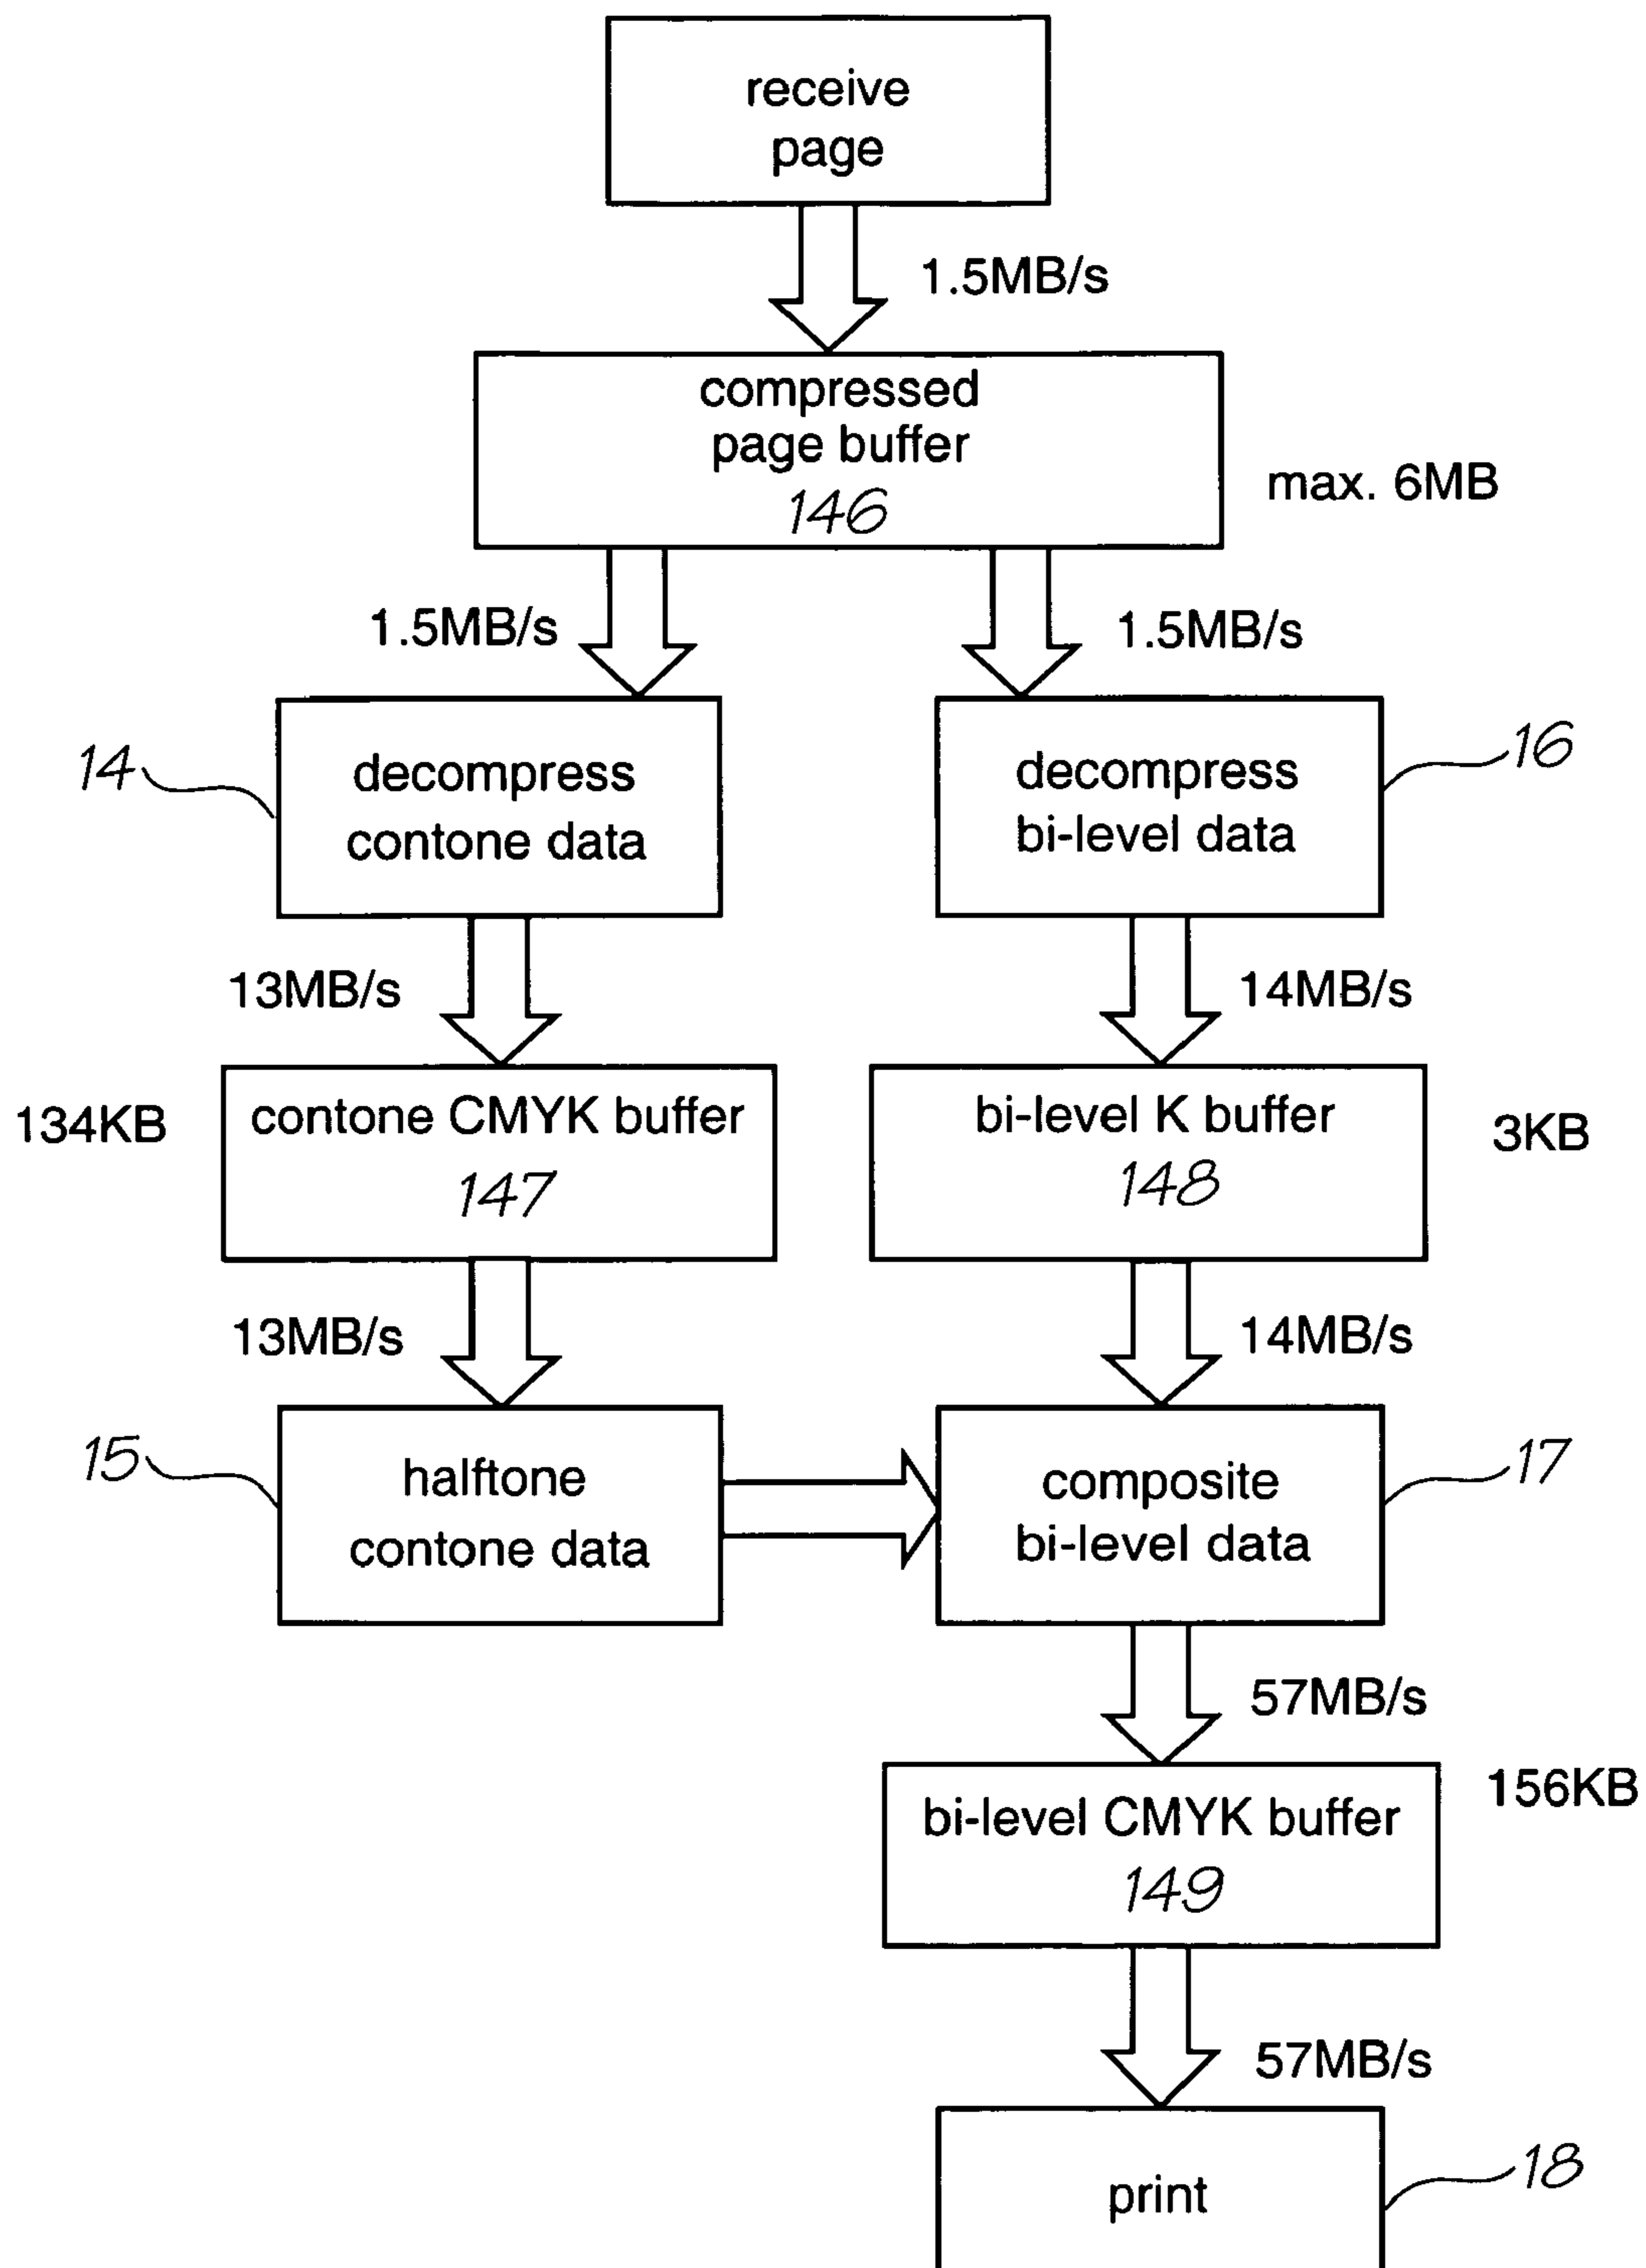 receive
page
1.5MB/s
compressed
page buffer
146
max. 6MB
1.5MB/s
1.5MB/s
14
decompress
contone data
decompress
bi-level data
16
13MB/s
14MB/s
134KB
contone CMYK buffer
147
bi-level K buffer
148
3KB
13MB/s
14MB/s
15
halftone
contone data
composite
bi-level data
17
57MB/s
bi-level CMYK buffer
149
156KB
57MB/s
print
18